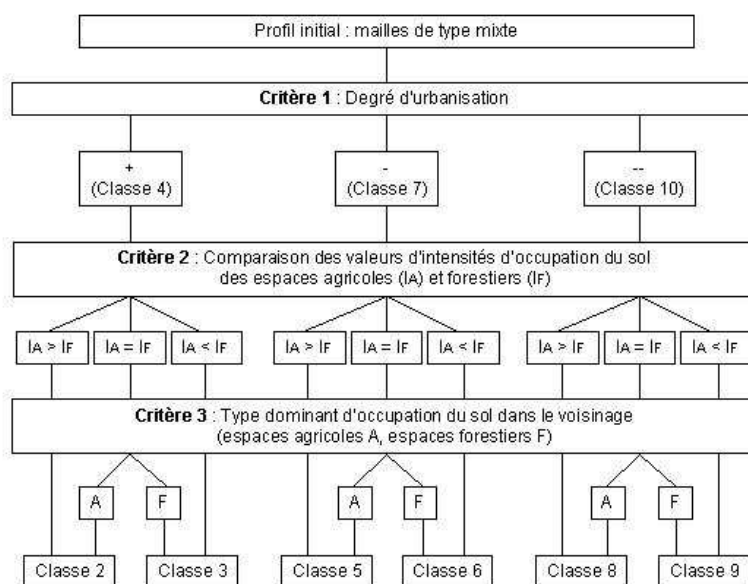 Profil initial : mailles de type mixte
Critère 1 : Degré d'urbanisation
+
(Classe 4)
-
(Classe 7)
--
(Classe 10)
Critère 2 : Comparaison des valeurs d'intensités d'occupation du sol
des espaces agricoles (IA) et forestiers (IF)
IA > IF
IA = IF
IA < IF
IA > IF
IA = IF
IA < IF
IA > IF
IA = IF
IA < IF
Critère 3 : Type dominant d'occupation du sol dans le voisinage
(espaces agricoles A, espaces forestiers F)
A
F
A
F
A
F
Classe 2
Classe 3
Classe 5
Classe 6
Classe 8
Classe 9